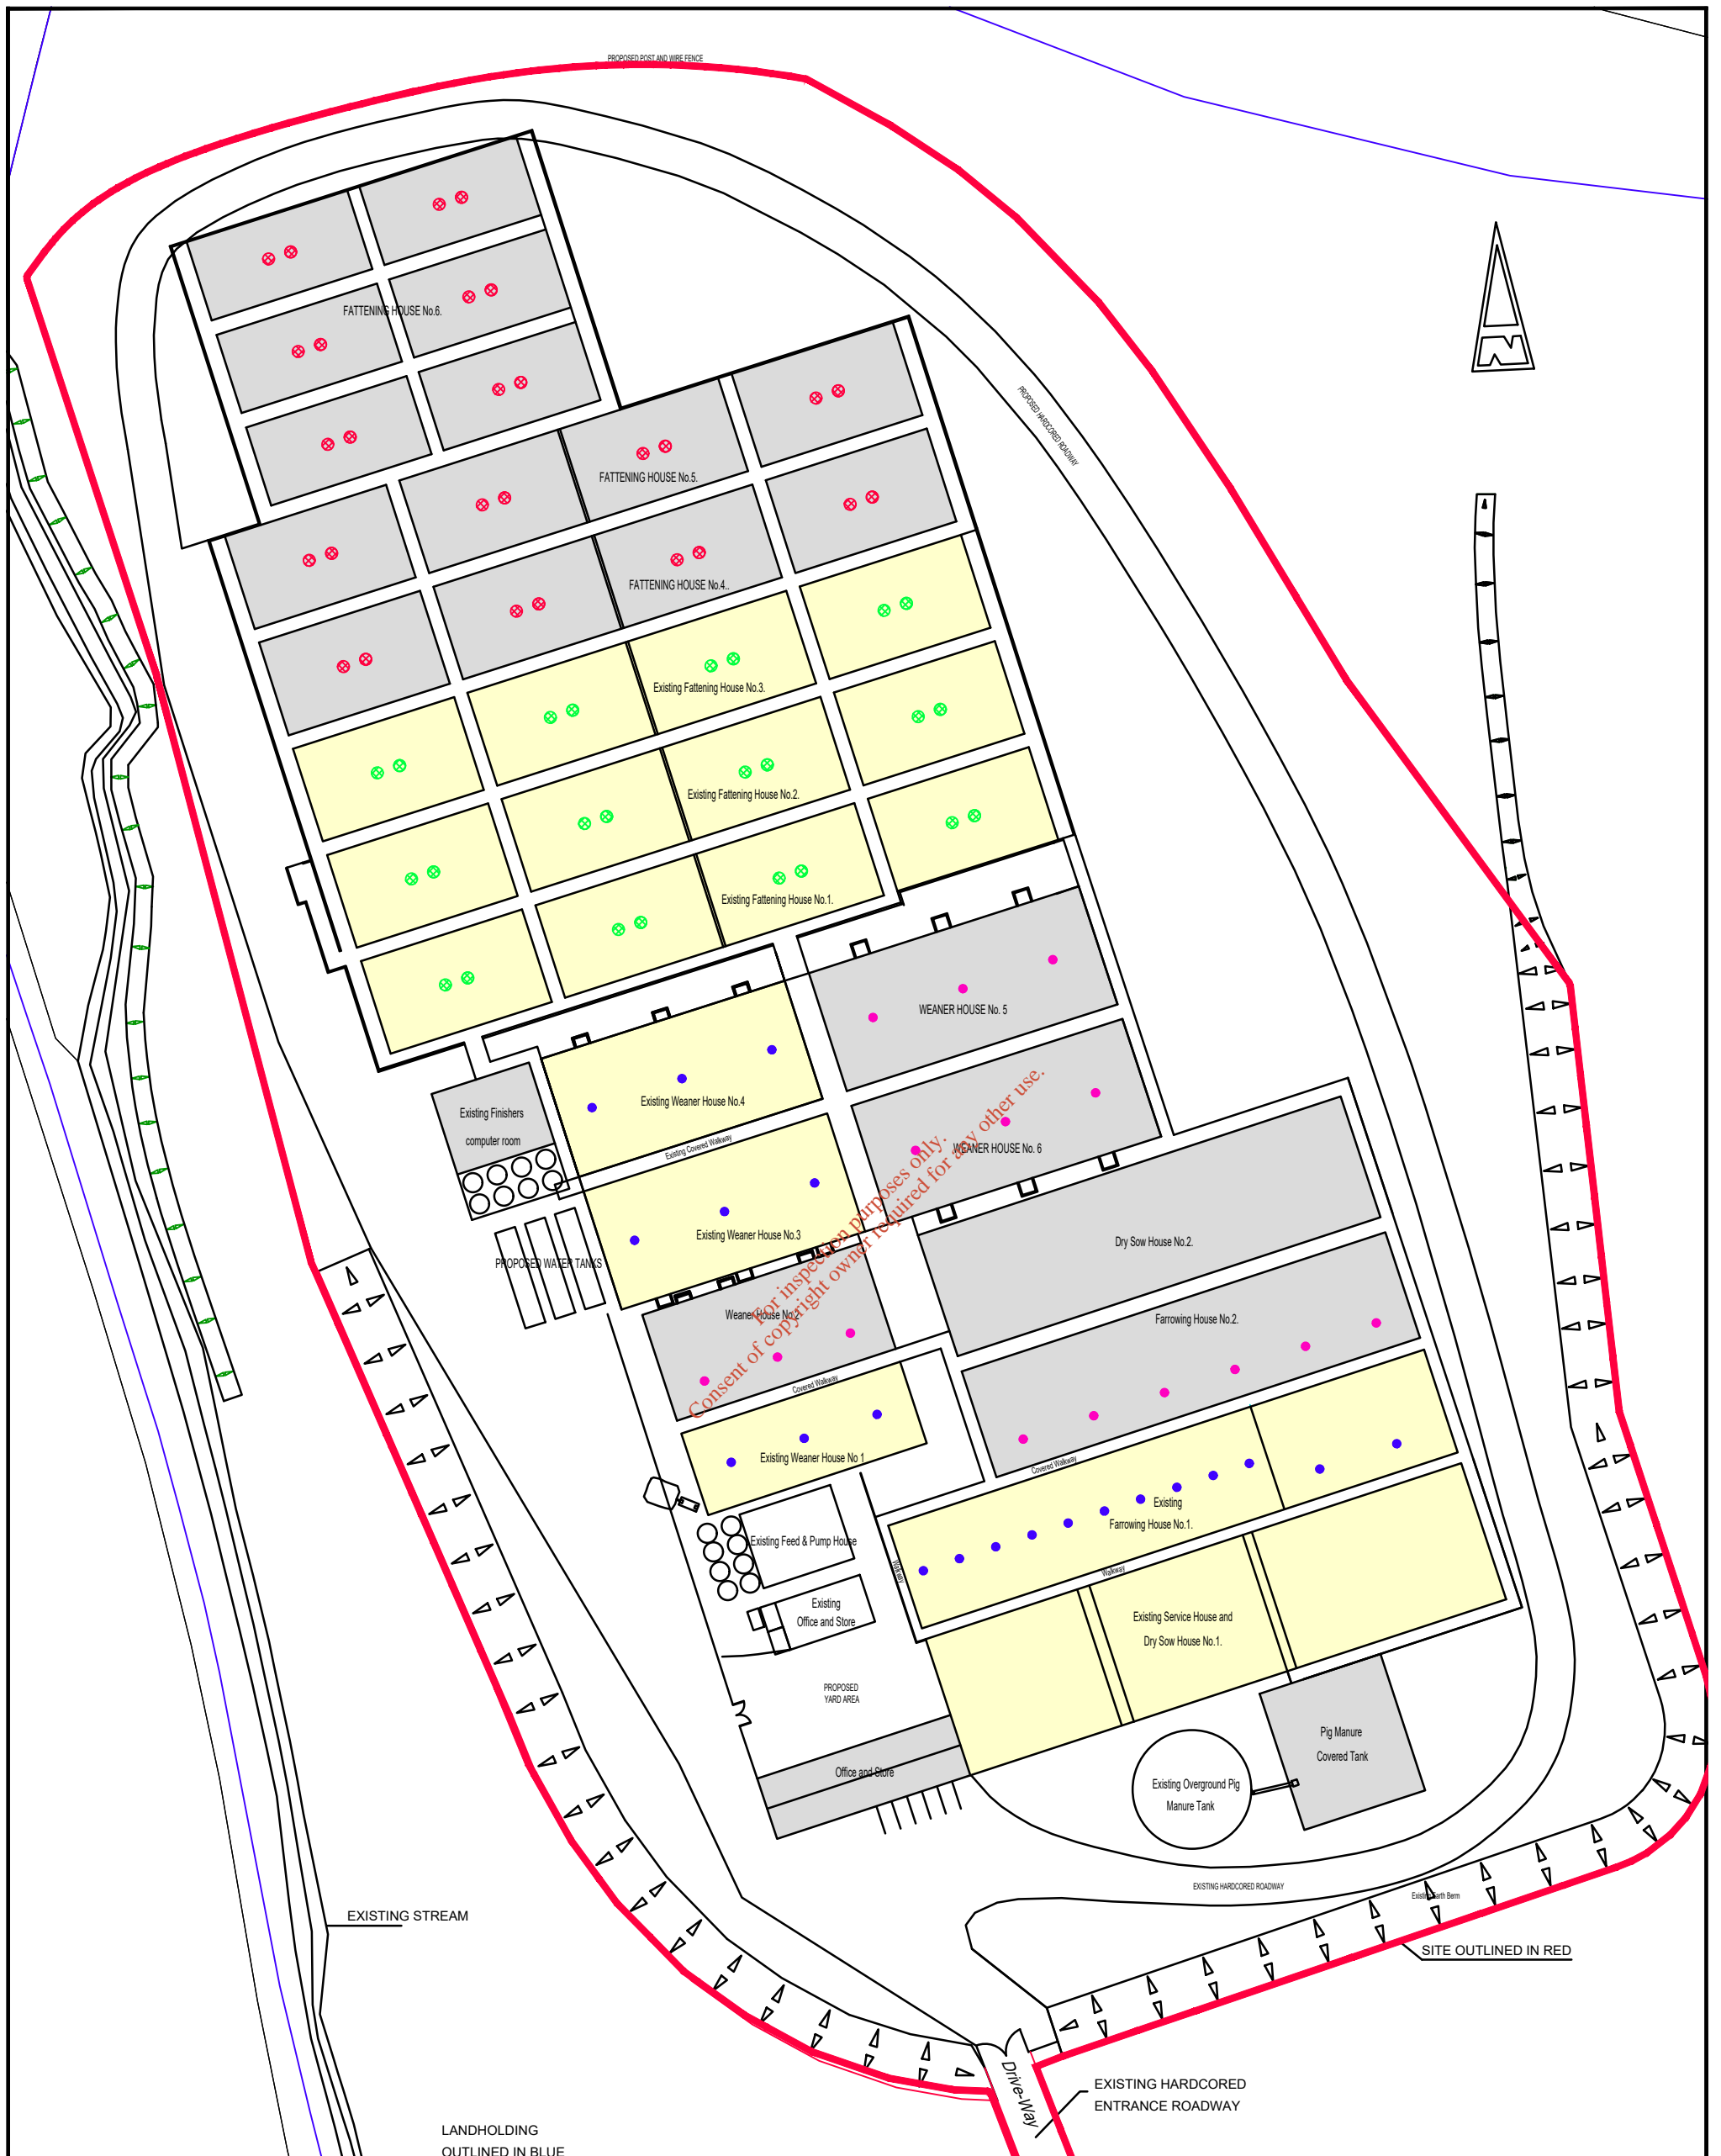 PROPOSED POST AND WIRE FENCE
FATTENING HOUSE No.6.
PROPOSED HARDCORED ROADWAY
FATTENING HOUSE No.5.
FATTENING HOUSE No.4..
Existing Fattening House No.3.
Existing Fattening House No.2.
Existing Fattening House No.1.
N
WEANER HOUSE No. 5
Existing Finishers
computer room
Existing Weaner House No.4
Existing Covered Walkway
WEANER HOUSE No. 6
Existing Weaner House No.3
PROPOSED WATER TANKS
Dry Sow House No.2.
Weaner House No.2
Farrowing House No.2.
For inspection purposes only.
Consent of copyright owner required for any other use.
Covered Walkway
Existing Weaner House No 1
Covered Walkway
Existing
Farrowing House No.1.
Existing Feed & Pump House
Walkway
Walkway
Existing
Office and Store
Existing Service House and
Dry Sow House No.1.
PROPOSED
YARD AREA
Pig Manure
Covered Tank
Office and Store
Existing Overground Pig
Manure Tank
EXISTING HARDCORED ROADWAY
Existing Earth Berm
EXISTING STREAM
SITE OUTLINED IN RED
Drive-Way
EXISTING HARDCORED
ENTRANCE ROADWAY
LANDHOLDING
OUTLINED IN BLUE